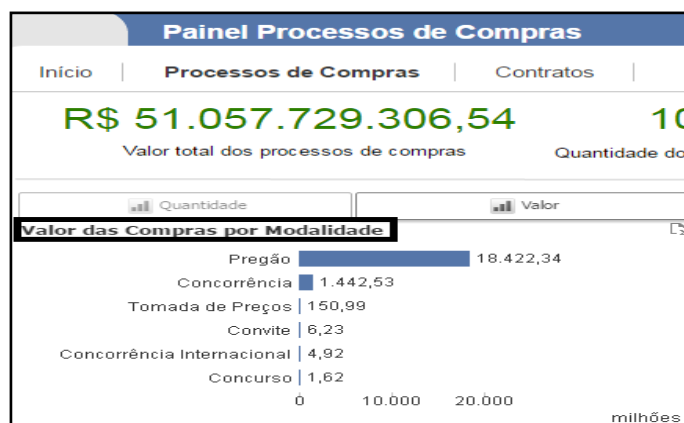 Painel Processos de Compras
Início Processos de Compras Contratos
R$ 51.057.729.306,54 10
Valor total dos processos de compras Quantidade do
Quantidade Valor
Valor das Compras por Modalidade
Pregão 18.422,34
Concorrência 1.442,53
Tomada de Preços 150,99
Convite 6,23
Concorrência Internacional 4,92
Concurso 1,62
0 10.000 20.000
milhões